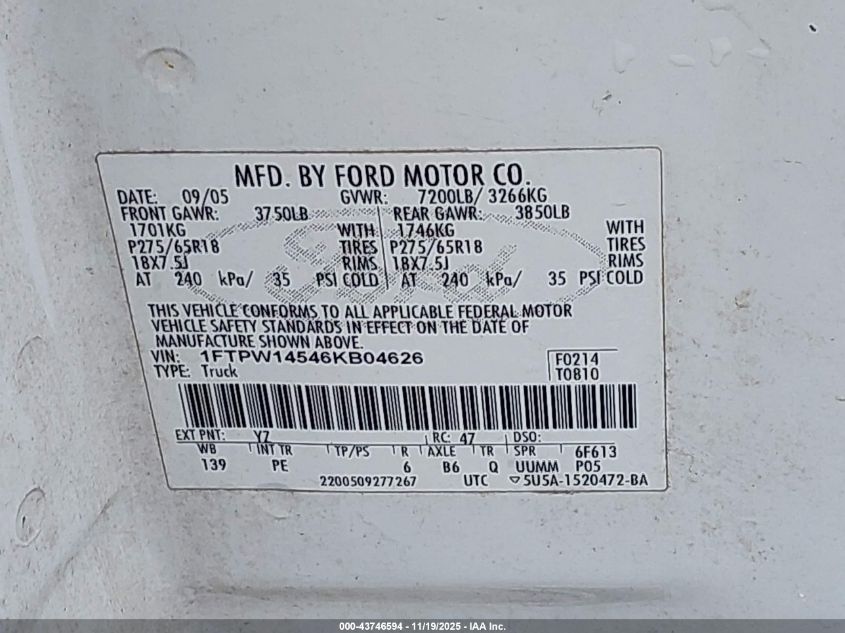 MFD. BY FORD MOTOR CO.
DATE: 09/05 GVWR: 7200LB/ 3266KG
FRONT GAWR: 3750LB REAR GAWR: 3850LB
1701KG WITH 1746KG WITH
P275/65R18 TIRES P275/65R18 TIRES
18X7.5J RIMS 18X7.5J RIMS
AT 240 kPa/ 35 PSI COLD AT 240 kPa/ 35 PSI COLD
THIS VEHICLE CONFORMS TO ALL APPLICABLE FEDERAL MOTOR
VEHICLE SAFETY STANDARDS IN EFFECT ON THE DATE OF
MANUFACTURE SHOWN ABOVE.
VIN: 1FTPW14546KB04626 F0214
TYPE: Truck T0810
EXT PNT: YZ RC: 47 DSO:
WB INT TR TP/PS R AXLE TR SPR 6F613
139 PE 6 B6 Q UUMM P05
2200509277267 UTC ▽5U5A-1520472-BA
000-43746594 - 11/19/2025 - IAA Inc.